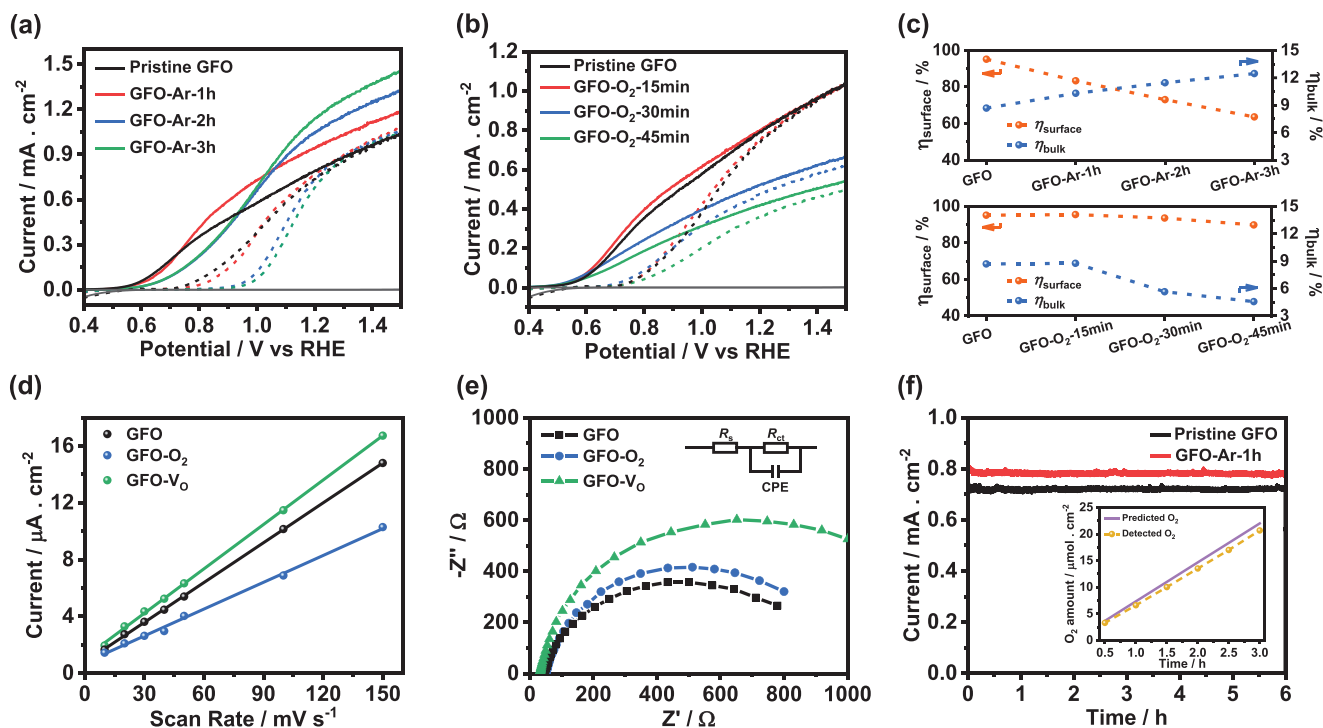 (a)
Current / mA . cm⁻²
1.5
1.2
0.9
0.6
0.3
0.0
Pristine GFO
GFO-Ar-1h
GFO-Ar-2h
GFO-Ar-3h
0.4 0.6 0.8 1.0 1.2 1.4
Potential / V vs RHE
(b)
Current / mA . cm⁻²
1.2
1.0
0.8
0.6
0.4
0.2
0.0
Pristine GFO
GFO-O₂-15min
GFO-O₂-30min
GFO-O₂-45min
0.4 0.6 0.8 1.0 1.2 1.4
Potential / V vs RHE
(c)
ηsurface / %
100
80
60
40
ηsurface
ηbulk
15
12
9
6
3
ηbulk / %
GFO GFO-Ar-1h GFO-Ar-2h GFO-Ar-3h
ηsurface / %
100
80
60
40
ηsurface
ηbulk
15
12
9
6
3
ηbulk / %
GFO GFO-O₂-15min GFO-O₂-30min GFO-O₂-45min
(d)
Current / μA . cm⁻²
16
12
8
4
0
GFO
GFO-O₂
GFO-VO
0 30 60 90 120 150
Scan Rate / mV s⁻¹
(e)
-Z'' / Ω
1000
800
600
400
200
0
GFO
GFO-O₂
GFO-VO
Rs Rct
CPE
0 200 400 600 800 1000
Z' / Ω
(f)
Current / mA . cm⁻²
1.0
0.8
0.6
0.4
0.2
0.0
Pristine GFO
GFO-Ar-1h
O₂ amount / μmol . cm⁻²
25
20
15
10
5
0
Predicted O₂
Detected O₂
0.5 1.0 1.5 2.0 2.5 3.0
Time / h
0 1 2 3 4 5 6
Time / h